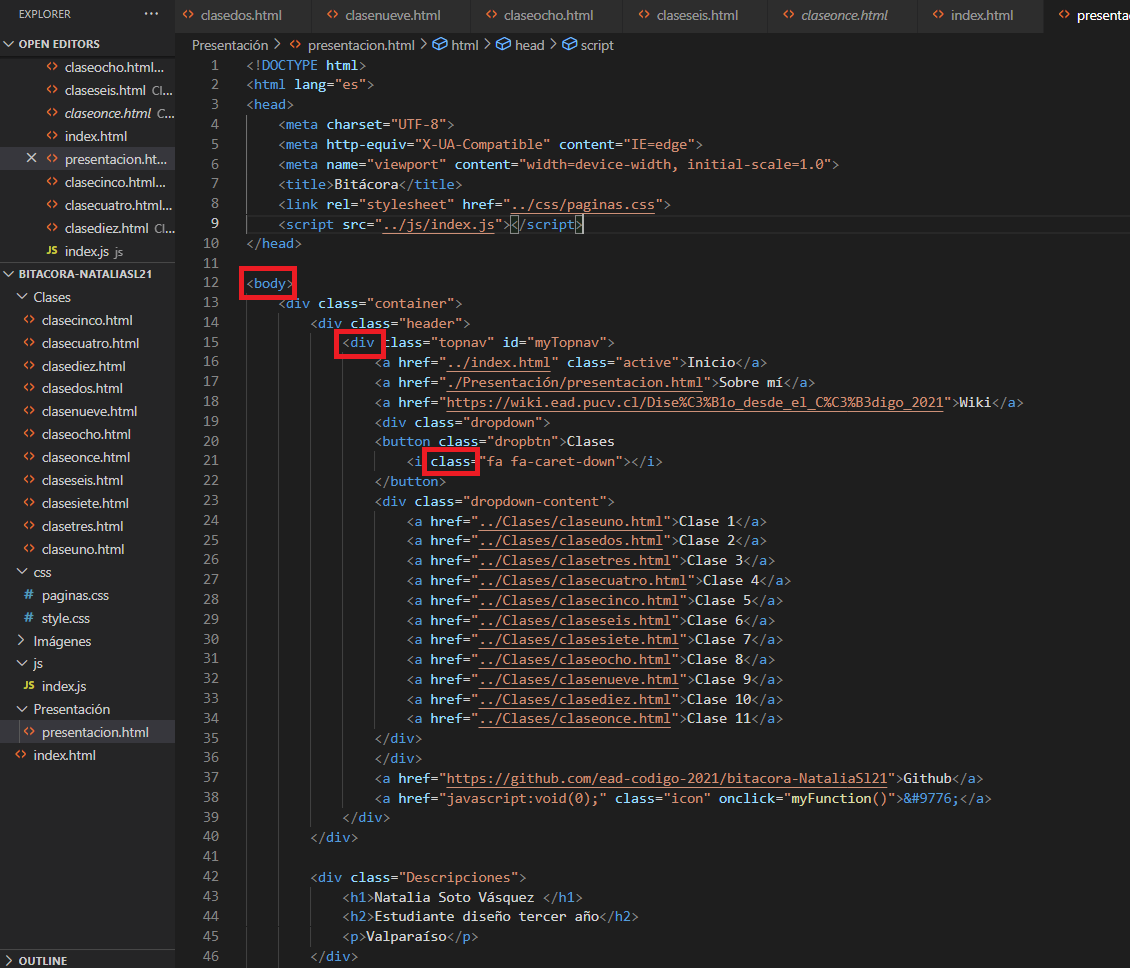 EXPLORER ···
OPEN EDITORS
claseocho.html...
claseseis.html Cl...
claseonce.html C...
index.html
presentacion.ht...
clasecinco.html...
clasecuatro.html...
clasediez.html Cl...
JS index.js js
BITACORA-NATALIASL21
Clases
clasecinco.html
clasecuatro.html
clasediez.html
clasedos.html
clasenueve.html
claseocho.html
claseonce.html
claseseis.html
clasesiete.html
clasetres.html
claseuno.html
css
# paginas.css
# style.css
Imágenes
js
JS index.js
Presentación
presentacion.html
index.html
OUTLINE
clasedos.html clasenueve.html claseocho.html claseseis.html claseonce.html index.html presenta
Presentación > presentacion.html > html > head > script
1 <!DOCTYPE html>
2 <html lang="es">
3 <head>
4 <meta charset="UTF-8">
5 <meta http-equiv="X-UA-Compatible" content="IE=edge">
6 <meta name="viewport" content="width=device-width, initial-scale=1.0">
7 <title>Bitácora</title>
8 <link rel="stylesheet" href="../css/paginas.css">
9 <script src="../js/index.js"></script>
10 </head>
11
12 <body>
13 <div class="container">
14 <div class="header">
15 <div class="topnav" id="myTopnav">
16 <a href="../index.html" class="active">Inicio</a>
17 <a href="./Presentación/presentacion.html">Sobre mí</a>
18 <a href="https://wiki.ead.pucv.cl/Dise%C3%B1o_desde_el_C%C3%B3digo_2021">Wiki</a>
19 <div class="dropdown">
20 <button class="dropbtn">Clases
21 <i class="fa fa-caret-down"></i>
22 </button>
23 <div class="dropdown-content">
24 <a href="../Clases/claseuno.html">Clase 1</a>
25 <a href="../Clases/clasedos.html">Clase 2</a>
26 <a href="../Clases/clasetres.html">Clase 3</a>
27 <a href="../Clases/clasecuatro.html">Clase 4</a>
28 <a href="../Clases/clasecinco.html">Clase 5</a>
29 <a href="../Clases/claseseis.html">Clase 6</a>
30 <a href="../Clases/clasesiete.html">Clase 7</a>
31 <a href="../Clases/claseocho.html">Clase 8</a>
32 <a href="../Clases/clasenueve.html">Clase 9</a>
33 <a href="../Clases/clasediez.html">Clase 10</a>
34 <a href="../Clases/claseonce.html">Clase 11</a>
35 </div>
36 </div>
37 <a href="https://github.com/ead-codigo-2021/bitacora-NataliaSl21">Github</a>
38 <a href="javascript:void(0);" class="icon" onclick="myFunction()">&#9776;</a>
39 </div>
40 </div>
41
42 <div class="Descripciones">
43 <h1>Natalia Soto Vásquez </h1>
44 <h2>Estudiante diseño tercer año</h2>
45 <p>Valparaíso</p>
46 </div>